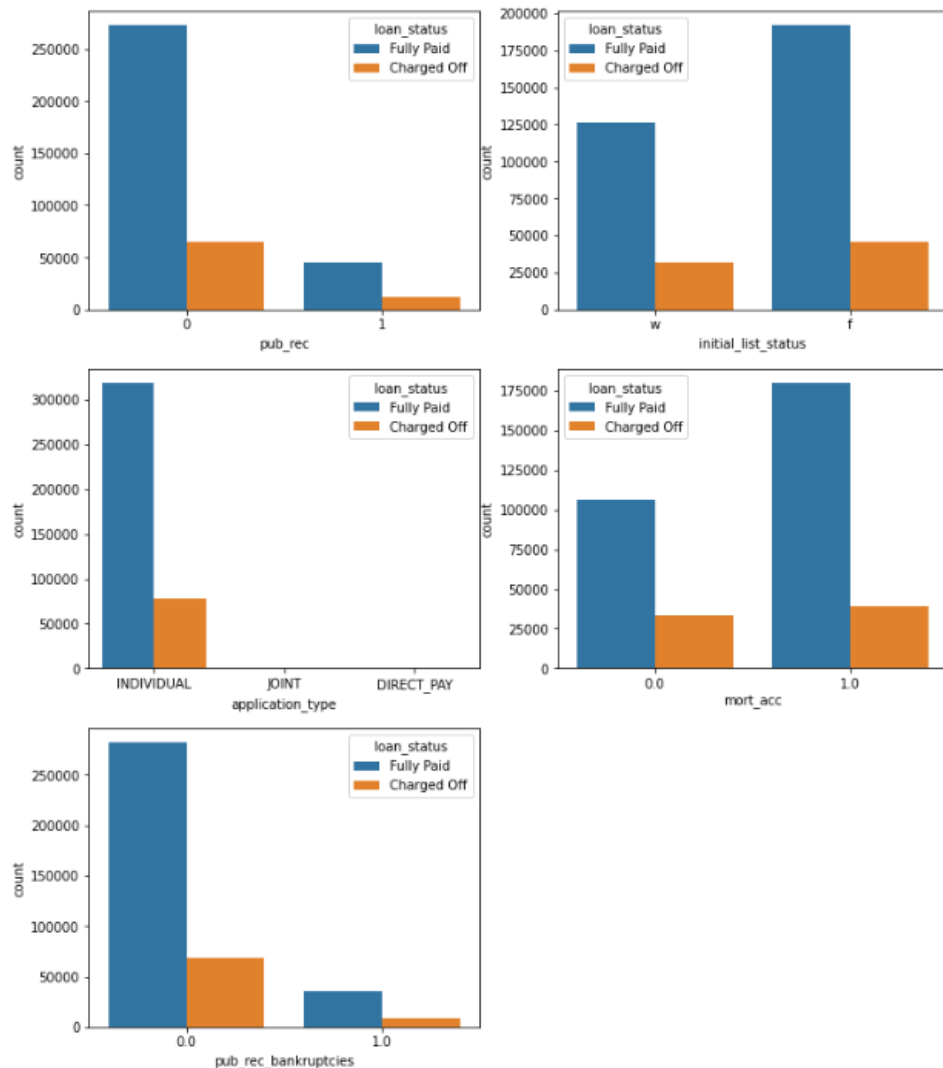 loan_status
Fully Paid
Charged Off
250000
200000
150000
100000
50000
0
count
0 1
pub_rec
loan_status
Fully Paid
Charged Off
200000
175000
150000
125000
100000
75000
50000
25000
0
count
w f
initial_list_status
loan_status
Fully Paid
Charged Off
300000
250000
200000
150000
100000
50000
0
count
INDIVIDUAL JOINT DIRECT_PAY
application_type
loan_status
Fully Paid
Charged Off
175000
150000
125000
100000
75000
50000
25000
0
count
0.0 1.0
mort_acc
loan_status
Fully Paid
Charged Off
250000
200000
150000
100000
50000
0
count
0.0 1.0
pub_rec_bankruptcies